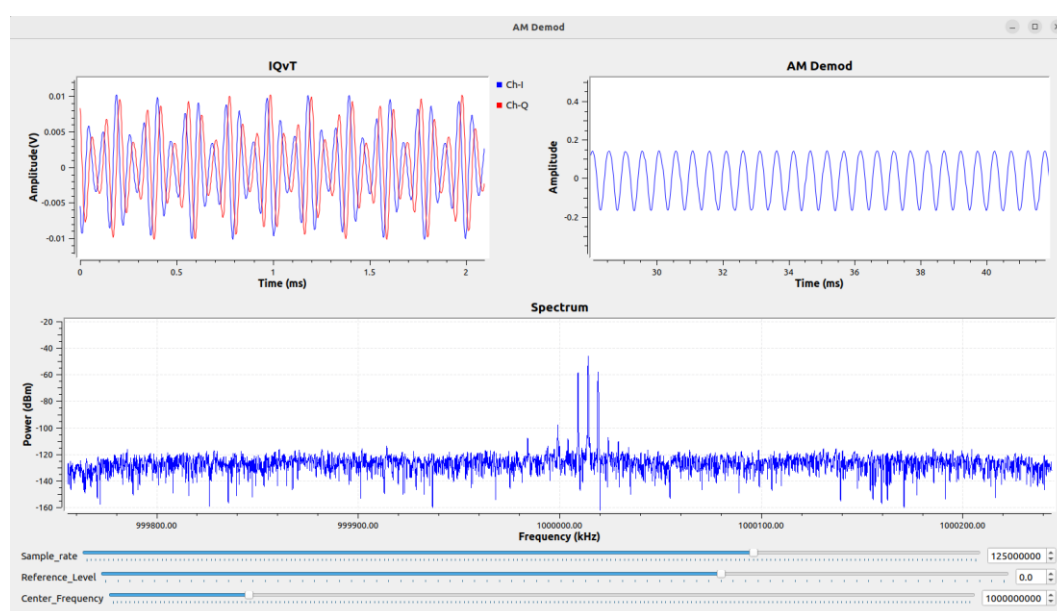 AM Demod
IQvT
Amplitude(V)
0.01
0.005
0
-0.005
-0.01
0 0.5 1 1.5 2
Time (ms)
Ch-I
Ch-Q
AM Demod
Amplitude
0.4
0.2
0
-0.2
30 32 34 36 38 40
Time (ms)
Spectrum
Power (dBm)
-20
-40
-60
-80
-100
-120
-140
-160
999800.00 999900.00 1000000.00 1000100.00 1000200.00
Frequency (kHz)
Sample_rate 125000000
Reference_Level 0.0
Center_Frequency 1000000000